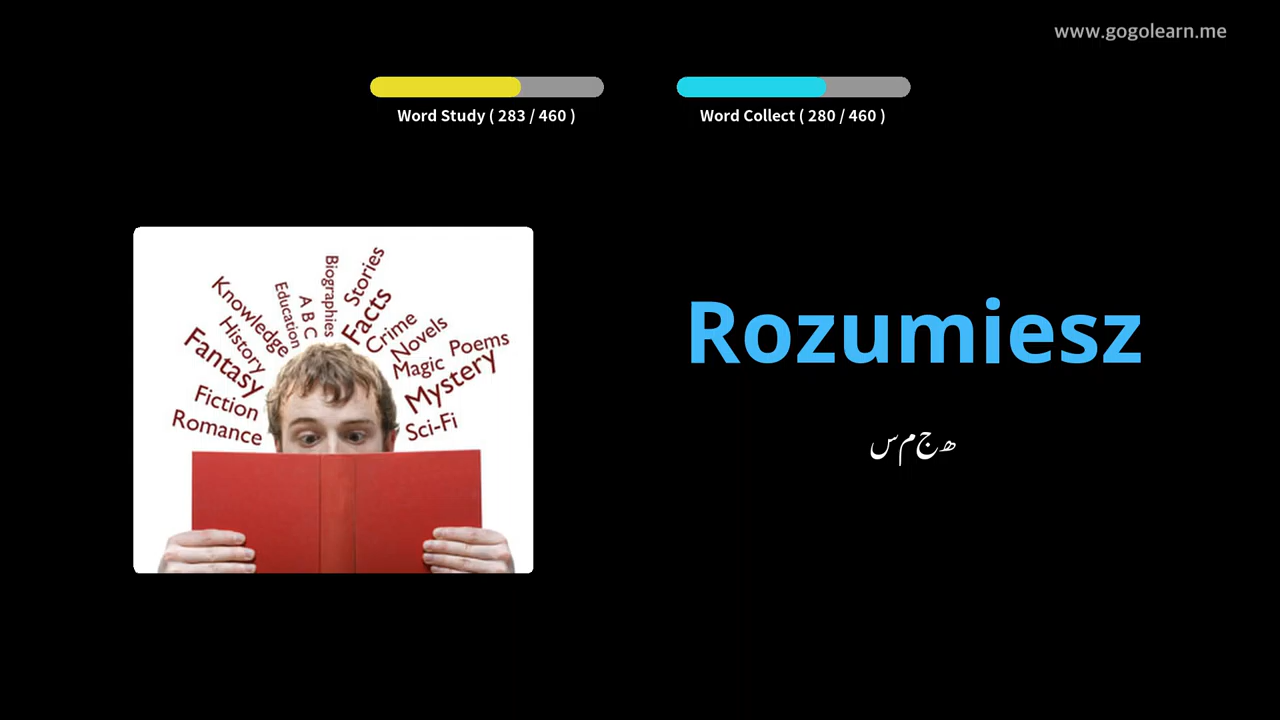 www.gogolearn.me
Word Study ( 283 / 460 )
Word Collect ( 280 / 460 )
Biographies
Stories
Education
A B C
Facts
Knowledge
Crime
History
Novels
Poems
Fantasy
Magic
Mystery
Fiction
Romance
Sci-Fi
Rozumiesz
ھ ج م س